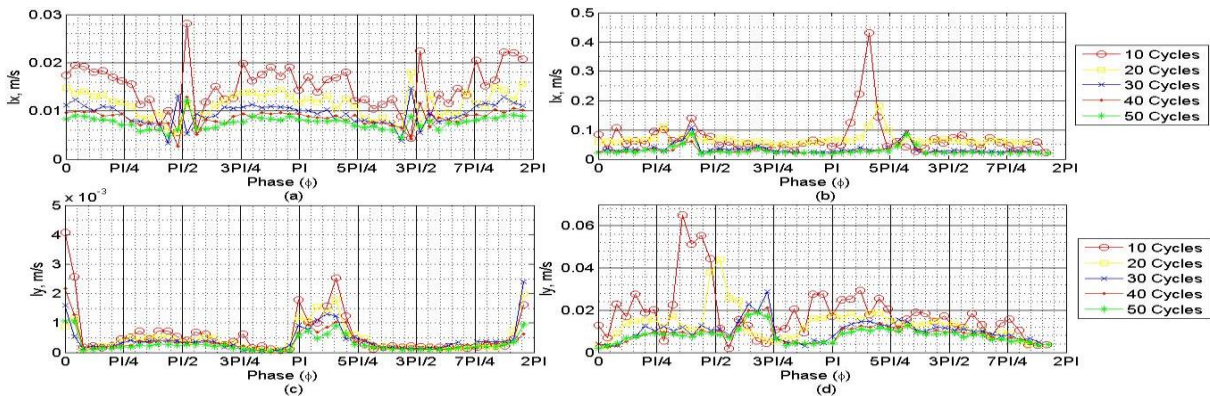 0.03
0.02
0.01
0
Ix, m/s
0 PI/4 PI/2 3PI/4 PI 5PI/4 3PI/2 7PI/4 2PI
Phase (ϕ)
(a)
0.5
0.4
0.3
0.2
0.1
0
Ix, m/s
0 PI/4 PI/2 3PI/4 PI 5PI/4 3PI/2 7PI/4 2PI
Phase (ϕ)
(b)
10 Cycles
20 Cycles
30 Cycles
40 Cycles
50 Cycles
× 10⁻³
5
4
3
2
1
0
Iy, m/s
0 PI/4 PI/2 3PI/4 PI 5PI/4 3PI/2 7PI/4 2PI
Phase (ϕ)
(c)
0.06
0.04
0.02
0
Iy, m/s
0 PI/4 PI/2 3PI/4 PI 5PI/4 3PI/2 7PI/4 2PI
Phase (ϕ)
(d)
10 Cycles
20 Cycles
30 Cycles
40 Cycles
50 Cycles